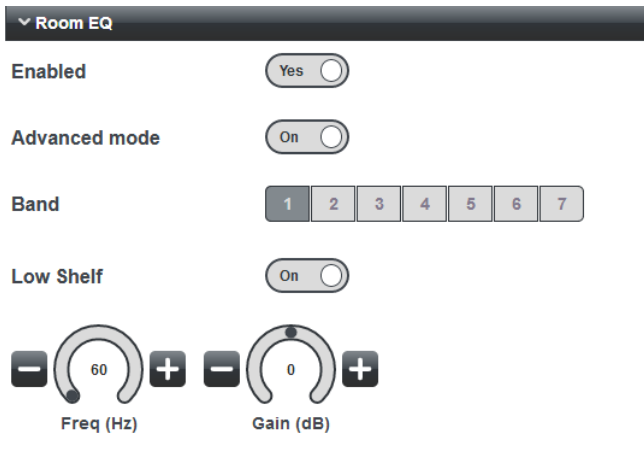 Room EQ
Enabled Yes
Advanced mode On
Band 1 2 3 4 5 6 7
Low Shelf On
60 0
Freq (Hz) Gain (dB)